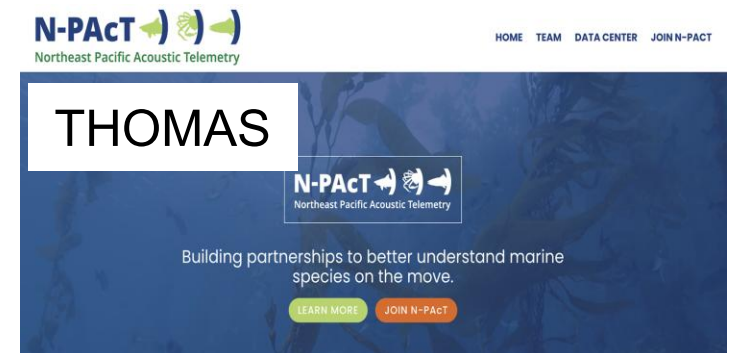 N-PAcT
Northeast Pacific Acoustic Telemetry
HOME TEAM DATA CENTER JOIN N-PACT
THOMAS
N-PAcT
Northeast Pacific Acoustic Telemetry
Building partnerships to better understand marine
species on the move.
LEARN MORE JOIN N-PAcT